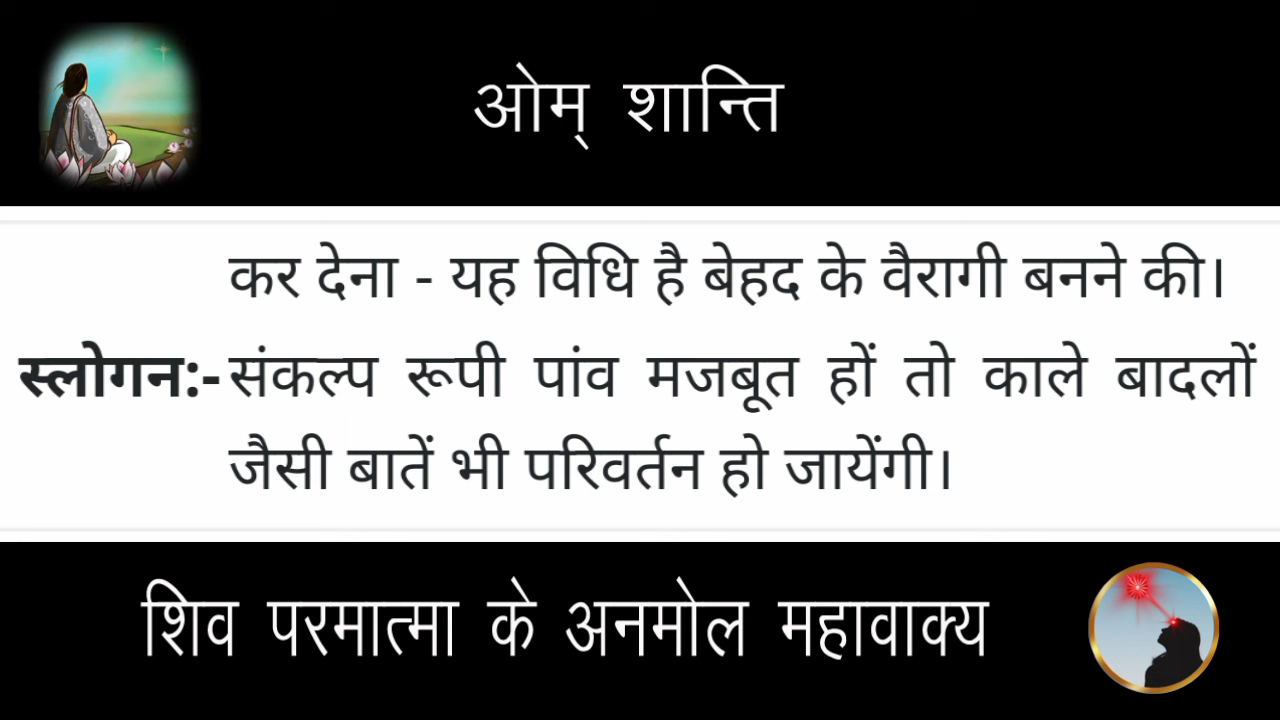 ओम् शान्ति
कर देना - यह विधि है बेहद के वैरागी बनने की।
स्लोगन:- संकल्प रूपी पांव मजबूत हों तो काले बादलों
जैसी बातें भी परिवर्तन हो जायेंगी।
शिव परमात्मा के अनमोल महावाक्य